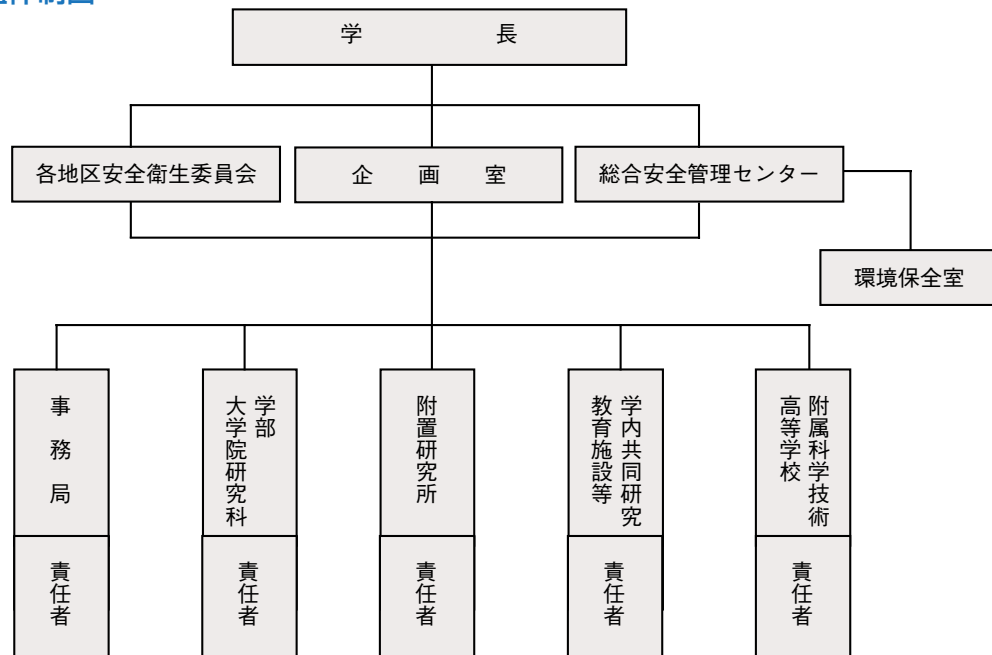 学長
各地区安全衛生委員会
企画室
総合安全管理センター
環境保全室
事務局
学部
大学院研究科
附置研究所
学内共同研究
教育施設等
附属科学技術
高等学校
責任者
責任者
責任者
責任者
責任者